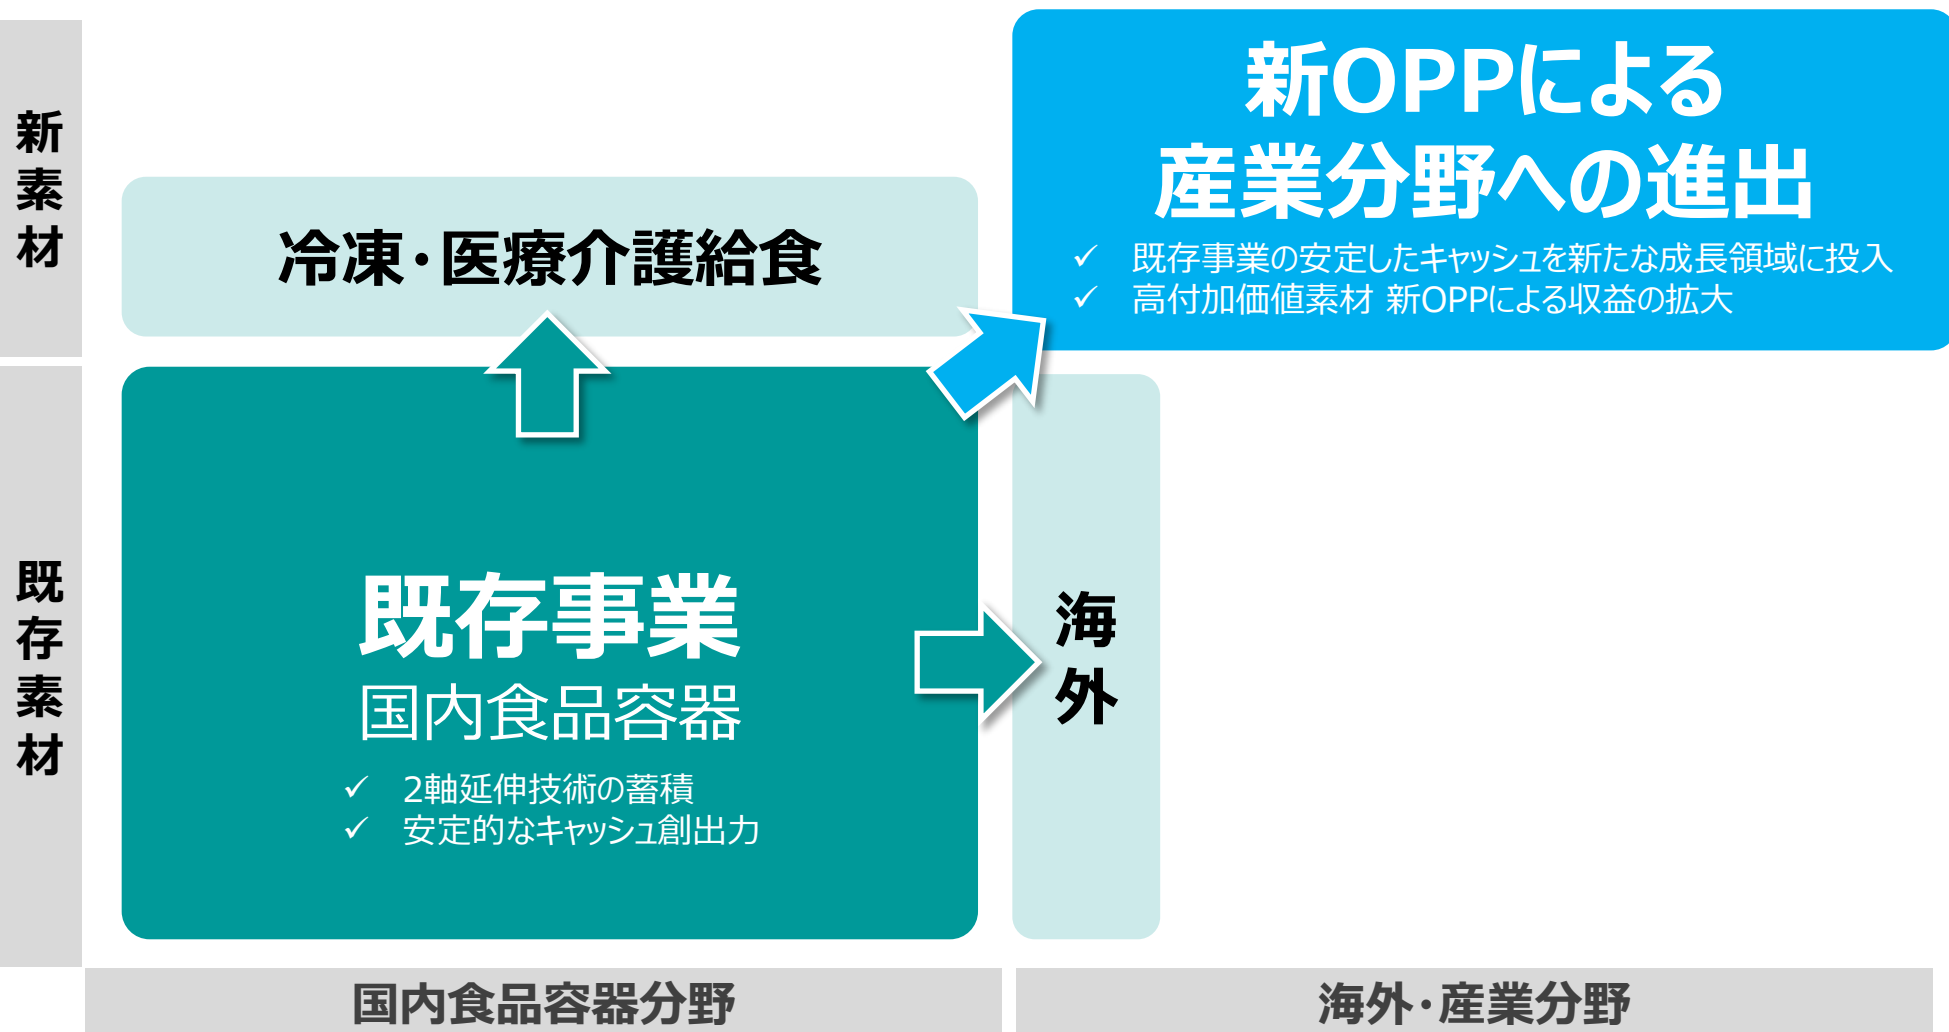 新素材
新OPPによる
産業分野への進出
✓ 既存事業の安定したキャッシュを新たな成長領域に投入
✓ 高付加価値素材 新OPPによる収益の拡大
冷凍・医療介護給食
既存素材
既存事業
国内食品容器
✓ 2軸延伸技術の蓄積
✓ 安定的なキャッシュ創出力
海外
国内食品容器分野
海外・産業分野